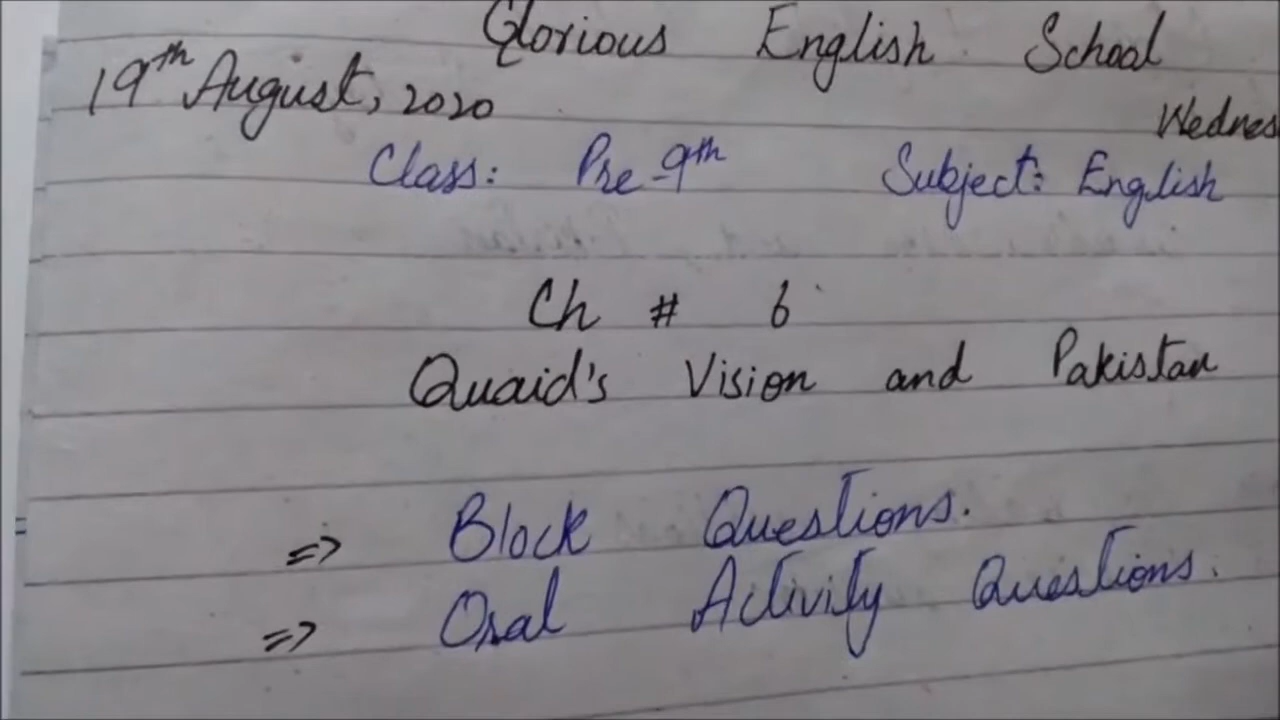 Glorious English School
19th August, 2020
Wednes
Class: Pre-9th Subject: English
Ch # 6
Quaid's Vision and Pakistan
=> Block Questions.
=> Oral Activity Questions.